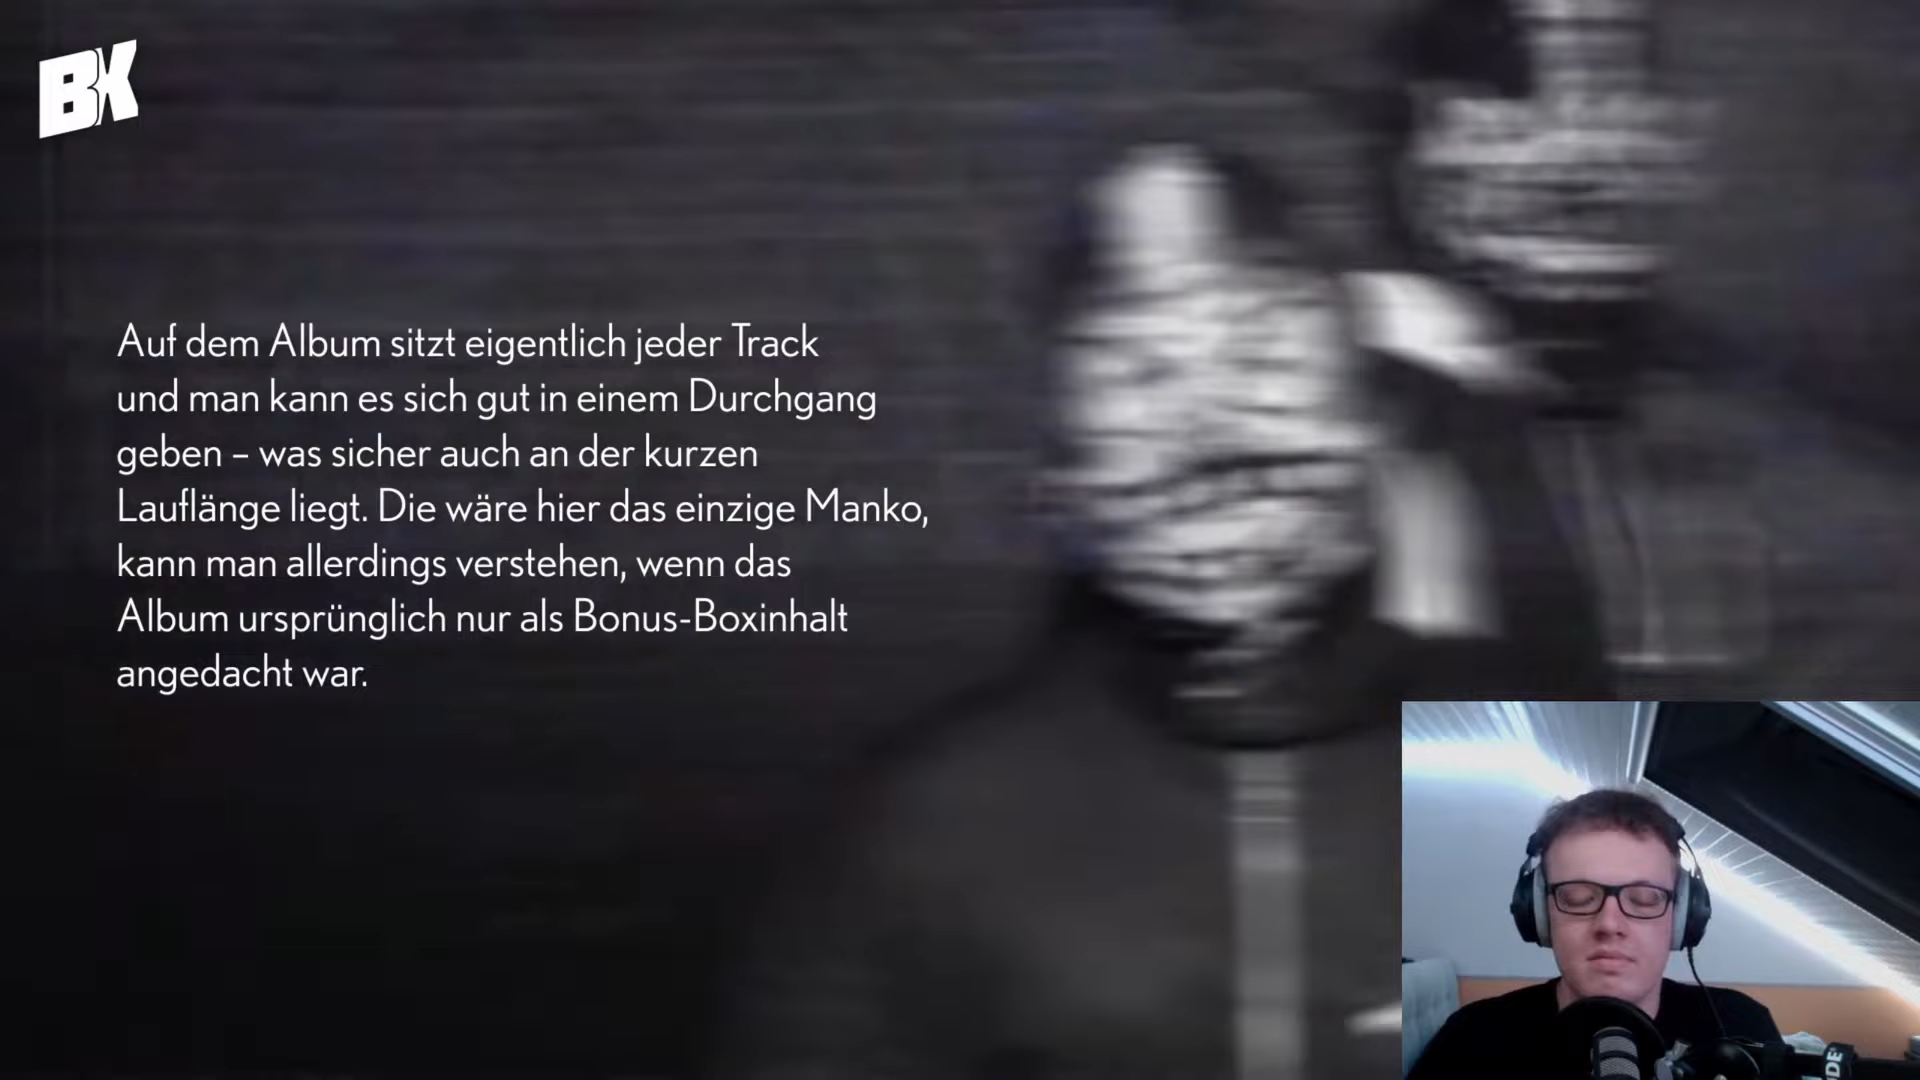 BK
Auf dem Album sitzt eigentlich jeder Track
und man kann es sich gut in einem Durchgang
geben – was sicher auch an der kurzen
Lauflänge liegt. Die wäre hier das einzige Manko,
kann man allerdings verstehen, wenn das
Album ursprünglich nur als Bonus-Boxinhalt
angedacht war.